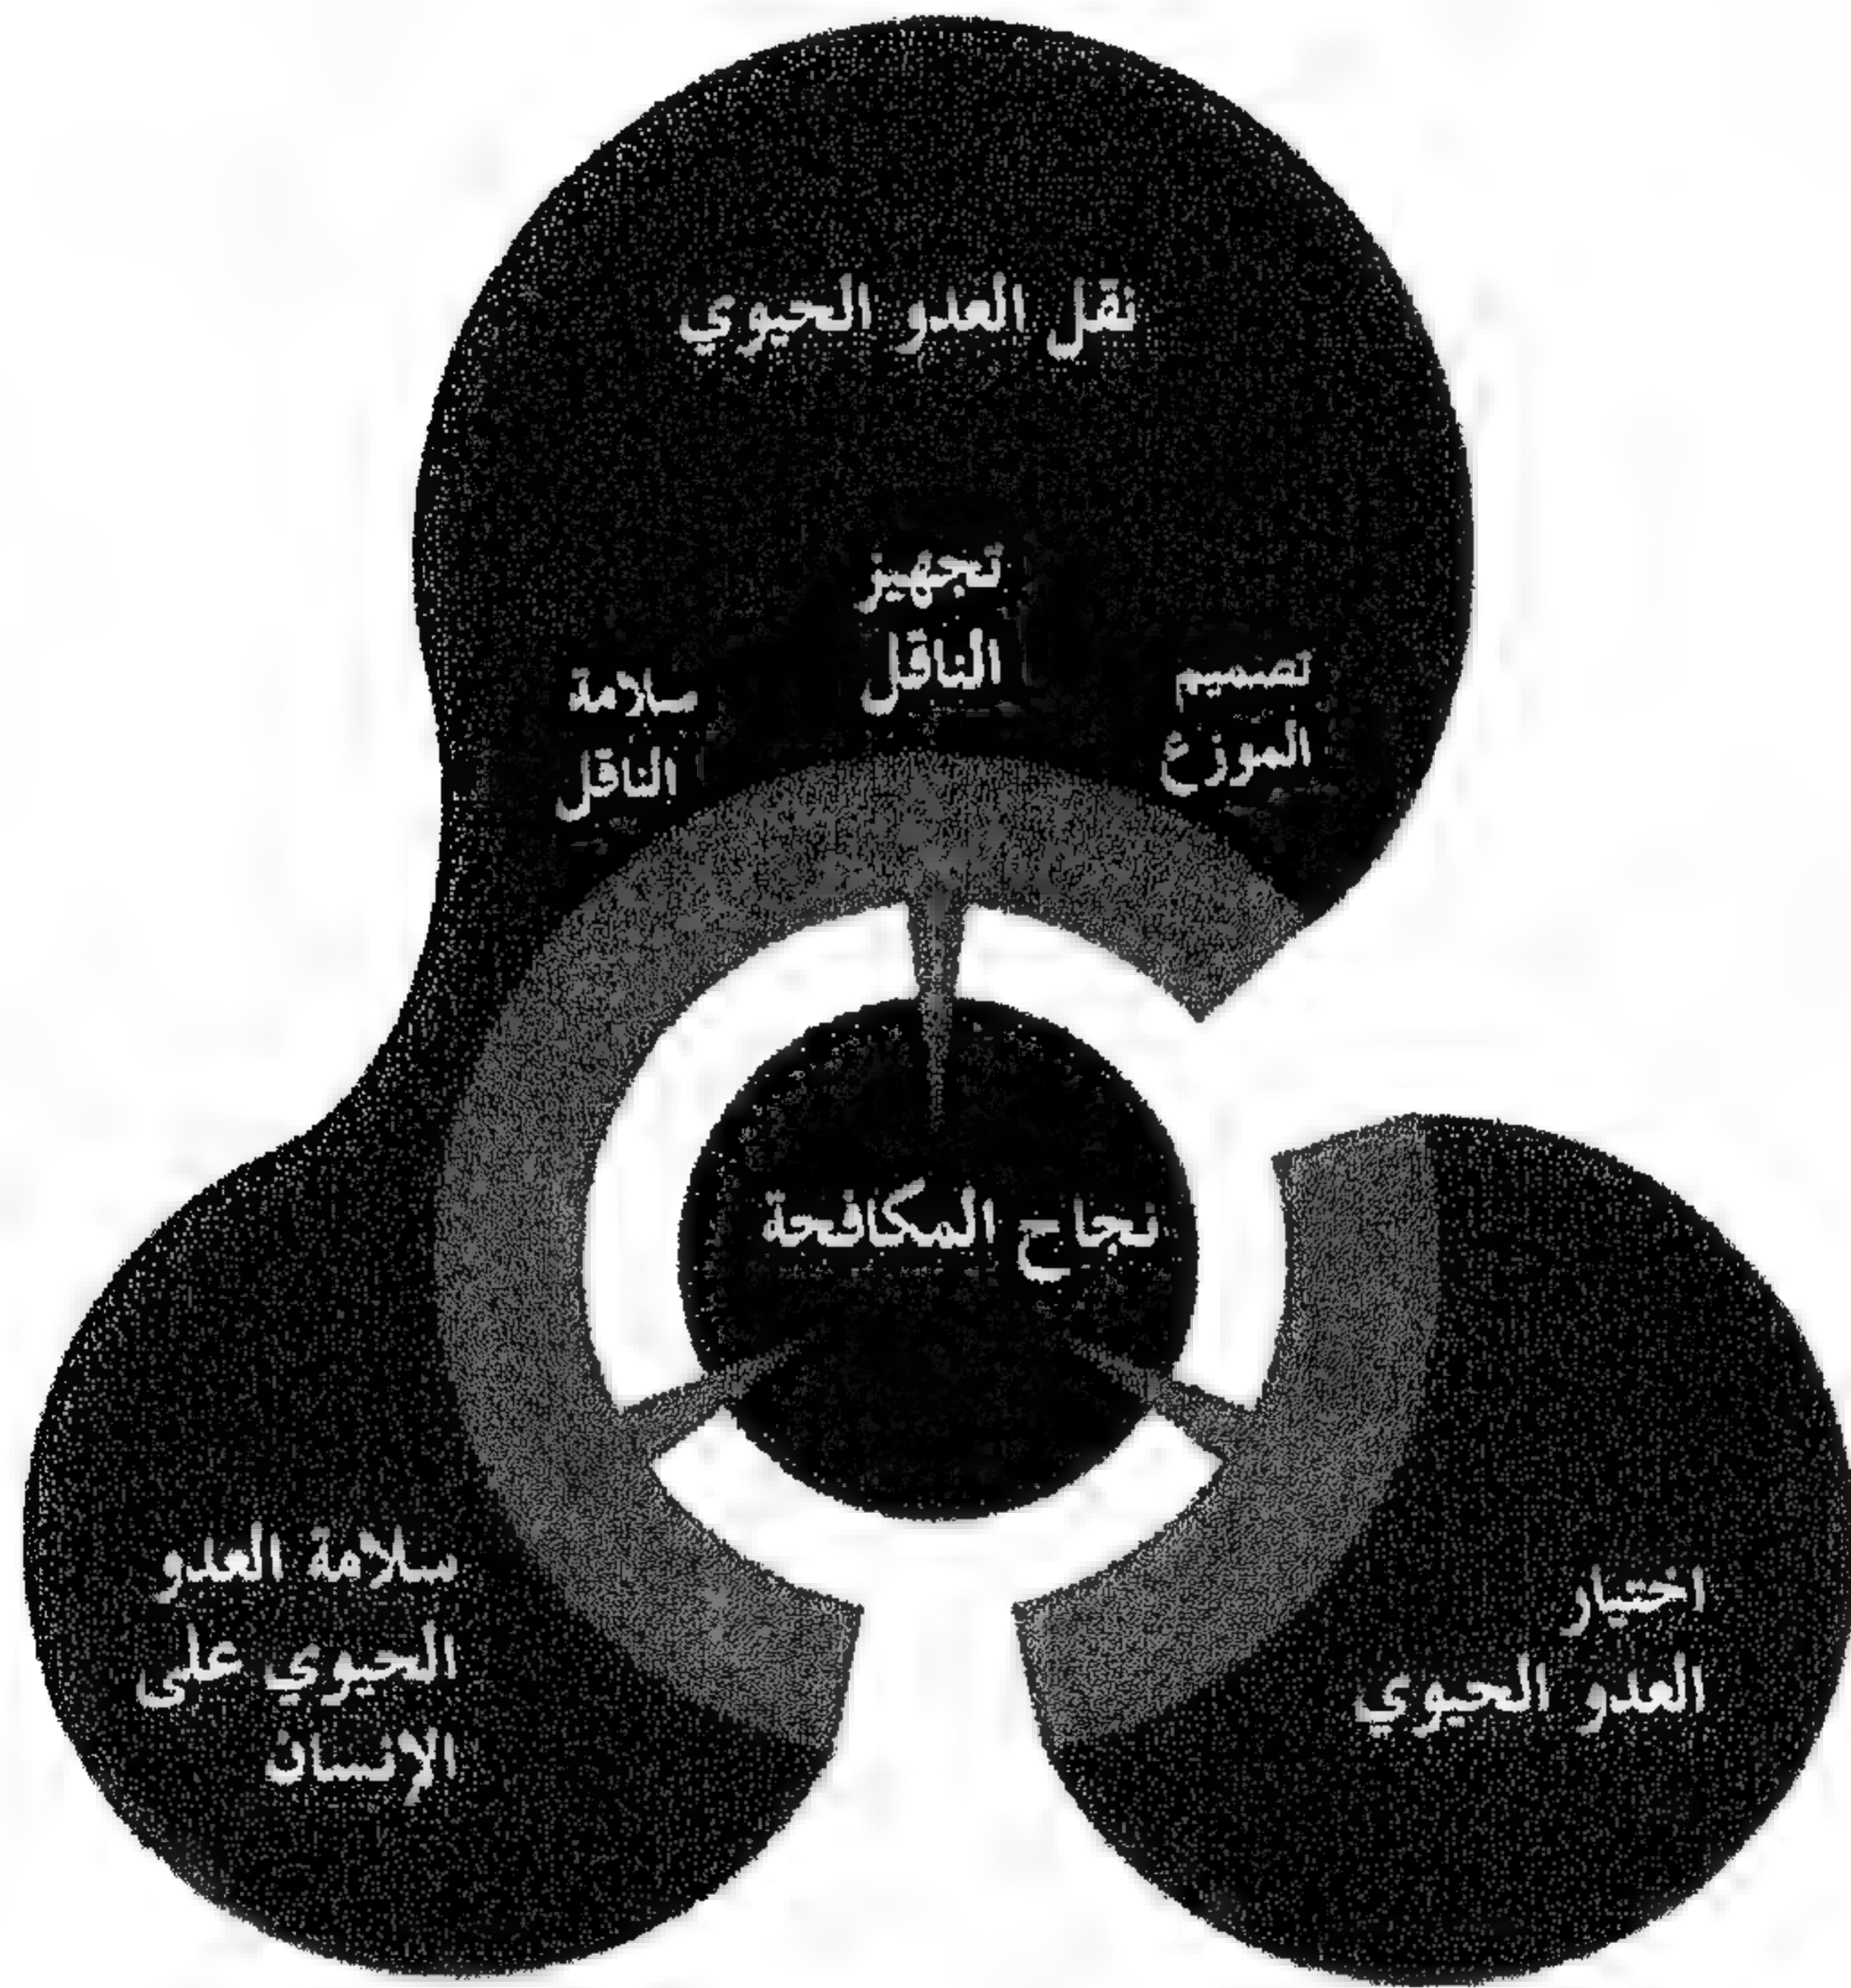 نقل العدو الحيوي
تجهيز
الناقل
تصميم
الموزع
سلامة
الناقل
نجاح المكافحة
اختيار
العدو الحيوي
سلامة العدو
الحيوي على
الإنسان